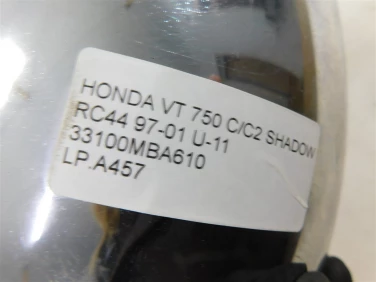 HONDA VT 750 C/C2 SHADOW
RC44 97-01 U-11
33100MBA610
LP.A457